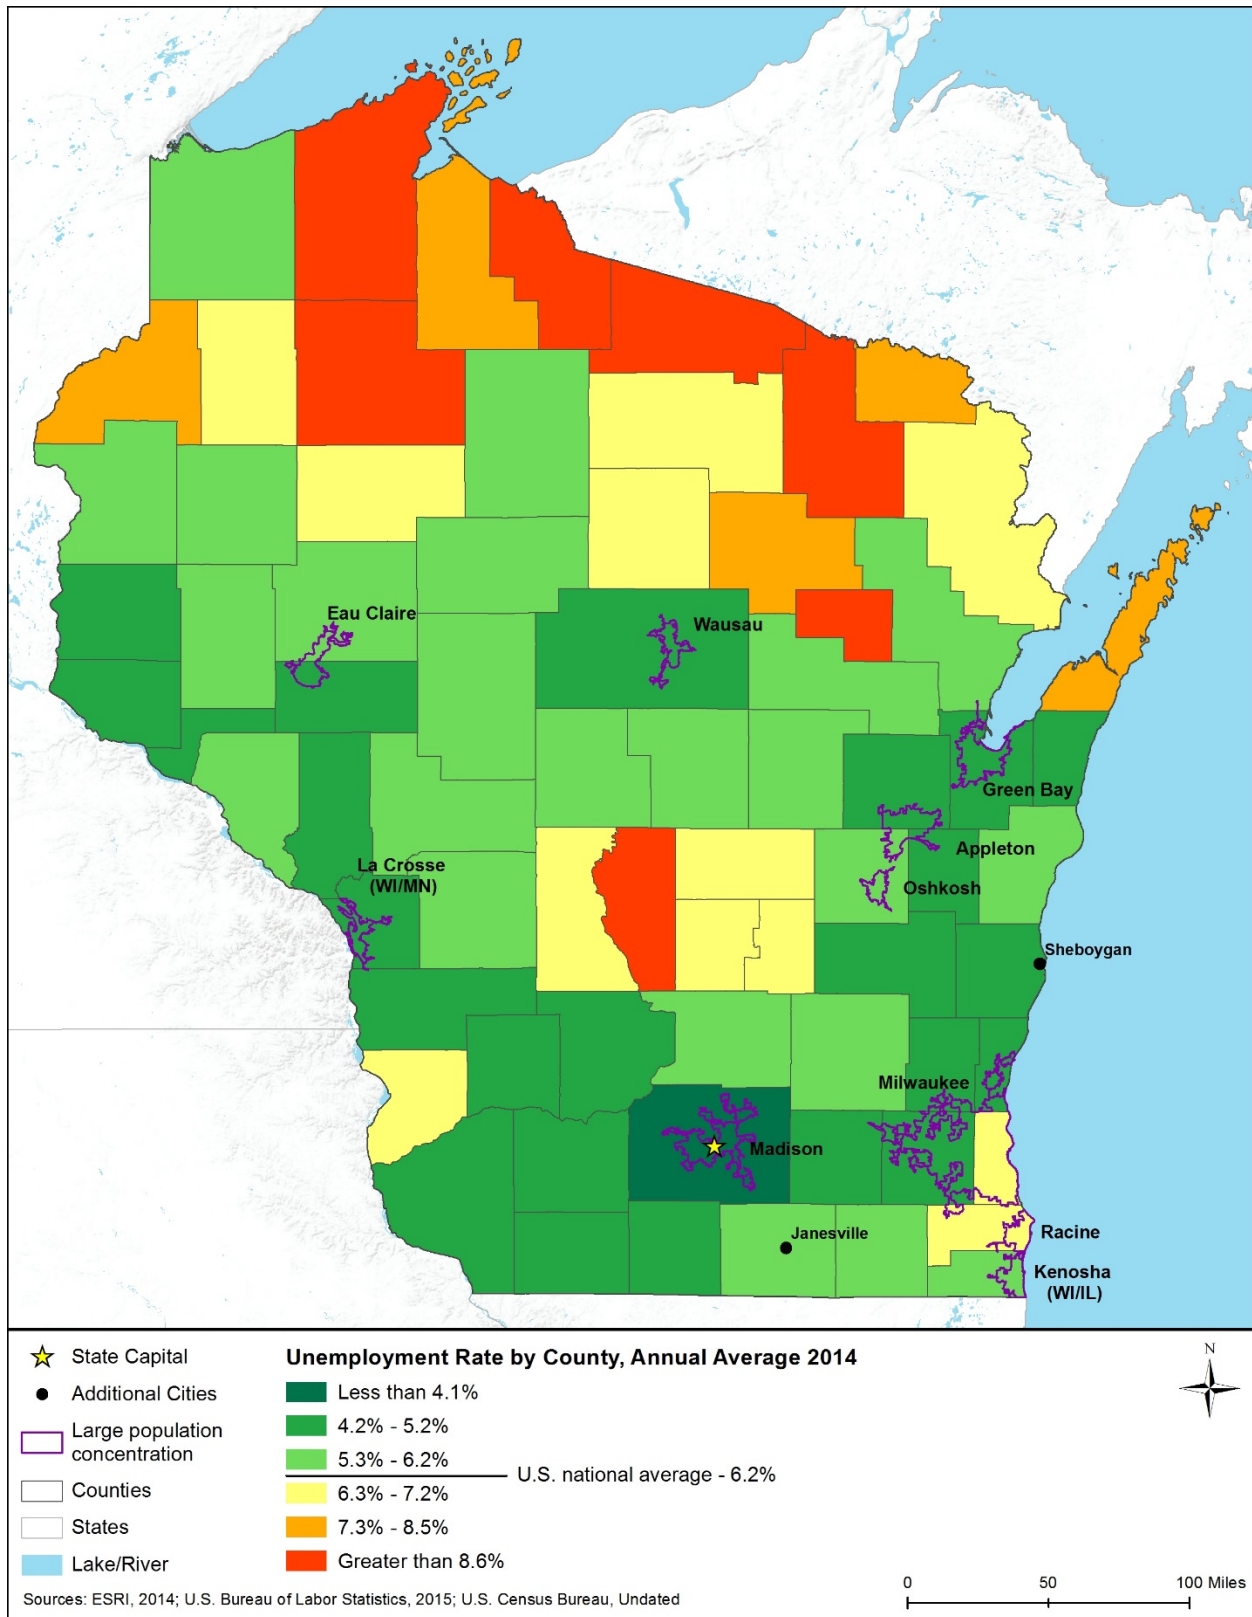 Eau Claire
Wausau
Green Bay
Appleton
La Crosse
(WI/MN)
Oshkosh
Sheboygan
Milwaukee
Madison
Janesville
Racine
Kenosha
(WI/IL)
State Capital
Additional Cities
Large population
concentration
Counties
States
Lake/River
Unemployment Rate by County, Annual Average 2014
Less than 4.1%
4.2% - 5.2%
5.3% - 6.2%
U.S. national average - 6.2%
6.3% - 7.2%
7.3% - 8.5%
Greater than 8.6%
N
0 50 100 Miles
Sources: ESRI, 2014; U.S. Bureau of Labor Statistics, 2015; U.S. Census Bureau, Undated